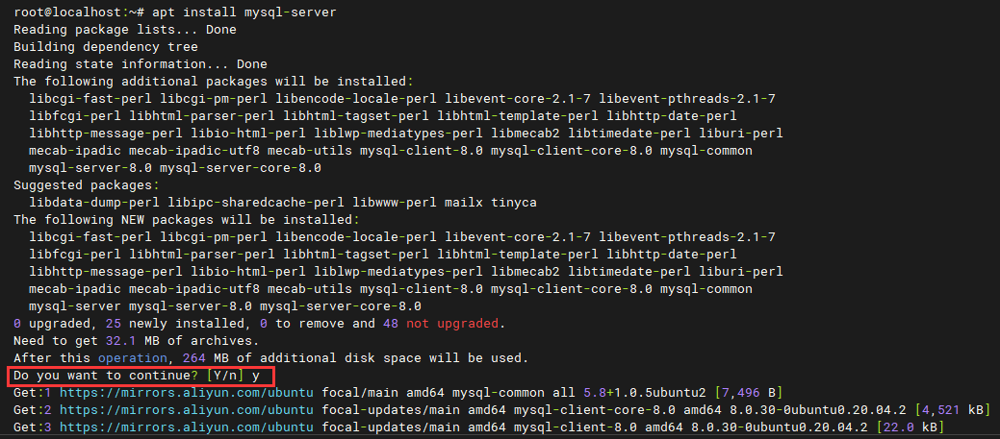 root@localhost:~# apt install mysql-server
Reading package lists... Done
Building dependency tree
Reading state information... Done
The following additional packages will be installed:
  libcgi-fast-perl libcgi-pm-perl libencode-locale-perl libevent-core-2.1-7 libevent-pthreads-2.1-7
  libfcgi-perl libhtml-parser-perl libhtml-tagset-perl libhtml-template-perl libhttp-date-perl
  libhttp-message-perl libio-html-perl liblwp-mediatypes-perl libmecab2 libtimedate-perl liburi-perl
  mecab-ipadic mecab-ipadic-utf8 mecab-utils mysql-client-8.0 mysql-client-core-8.0 mysql-common
  mysql-server-8.0 mysql-server-core-8.0
Suggested packages:
  libdata-dump-perl libipc-sharedcache-perl libwww-perl mailx tinyca
The following NEW packages will be installed:
  libcgi-fast-perl libcgi-pm-perl libencode-locale-perl libevent-core-2.1-7 libevent-pthreads-2.1-7
  libfcgi-perl libhtml-parser-perl libhtml-tagset-perl libhtml-template-perl libhttp-date-perl
  libhttp-message-perl libio-html-perl liblwp-mediatypes-perl libmecab2 libtimedate-perl liburi-perl
  mecab-ipadic mecab-ipadic-utf8 mecab-utils mysql-client-8.0 mysql-client-core-8.0 mysql-common
  mysql-server mysql-server-8.0 mysql-server-core-8.0
0 upgraded, 25 newly installed, 0 to remove and 48 not upgraded.
Need to get 32.1 MB of archives.
After this operation, 264 MB of additional disk space will be used.
Do you want to continue? [Y/n] y
Get:1 https://mirrors.aliyun.com/ubuntu focal/main amd64 mysql-common all 5.8+1.0.5ubuntu2 [7,496 B]
Get:2 https://mirrors.aliyun.com/ubuntu focal-updates/main amd64 mysql-client-core-8.0 amd64 8.0.30-0ubuntu0.20.04.2 [4,521 kB]
Get:3 https://mirrors.aliyun.com/ubuntu focal-updates/main amd64 mysql-client-8.0 amd64 8.0.30-0ubuntu0.20.04.2 [22.0 kB]